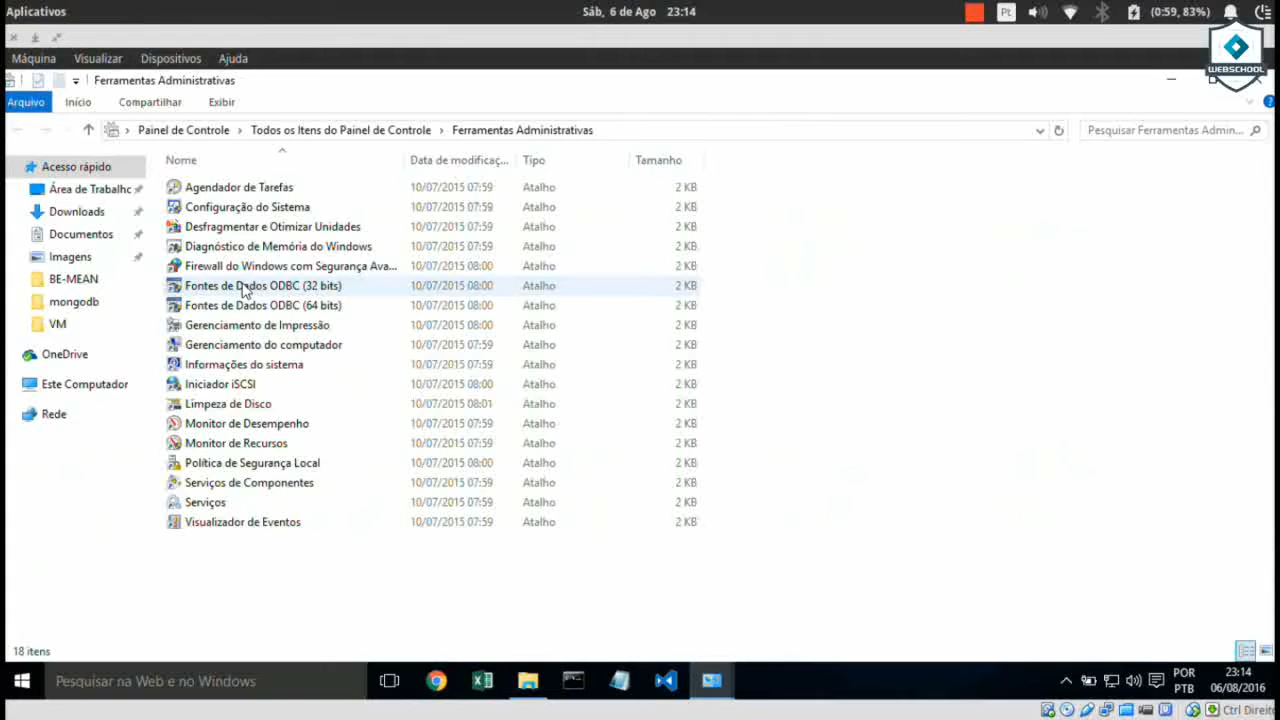 Aplicativos Sáb, 6 de Ago 23:14 Pt (0:59, 83%)
Máquina Visualizar Dispositivos Ajuda
WEBSCHOOL
Ferramentas Administrativas
Arquivo Início Compartilhar Exibir
Painel de Controle › Todos os Itens do Painel de Controle › Ferramentas Administrativas Pesquisar Ferramentas Admin...
Nome Data de modificaç... Tipo Tamanho
Acesso rápido
Área de Trabalho
Downloads
Documentos
Imagens
BE-MEAN
mongodb
VM
OneDrive
Este Computador
Rede
Agendador de Tarefas 10/07/2015 07:59 Atalho 2 KB
Configuração do Sistema 10/07/2015 07:59 Atalho 2 KB
Desfragmentar e Otimizar Unidades 10/07/2015 07:59 Atalho 2 KB
Diagnóstico de Memória do Windows 10/07/2015 07:59 Atalho 2 KB
Firewall do Windows com Segurança Ava... 10/07/2015 08:00 Atalho 2 KB
Fontes de Dados ODBC (32 bits) 10/07/2015 08:00 Atalho 2 KB
Fontes de Dados ODBC (64 bits) 10/07/2015 08:00 Atalho 2 KB
Gerenciamento de Impressão 10/07/2015 08:00 Atalho 2 KB
Gerenciamento do computador 10/07/2015 07:59 Atalho 2 KB
Informações do sistema 10/07/2015 07:59 Atalho 2 KB
Iniciador iSCSI 10/07/2015 08:00 Atalho 2 KB
Limpeza de Disco 10/07/2015 08:01 Atalho 2 KB
Monitor de Desempenho 10/07/2015 07:59 Atalho 2 KB
Monitor de Recursos 10/07/2015 07:59 Atalho 2 KB
Política de Segurança Local 10/07/2015 08:00 Atalho 2 KB
Serviços de Componentes 10/07/2015 07:59 Atalho 2 KB
Serviços 10/07/2015 07:59 Atalho 2 KB
Visualizador de Eventos 10/07/2015 07:59 Atalho 2 KB
18 itens
Pesquisar na Web e no Windows
POR 23:14
PTB 06/08/2016
Ctrl Direito